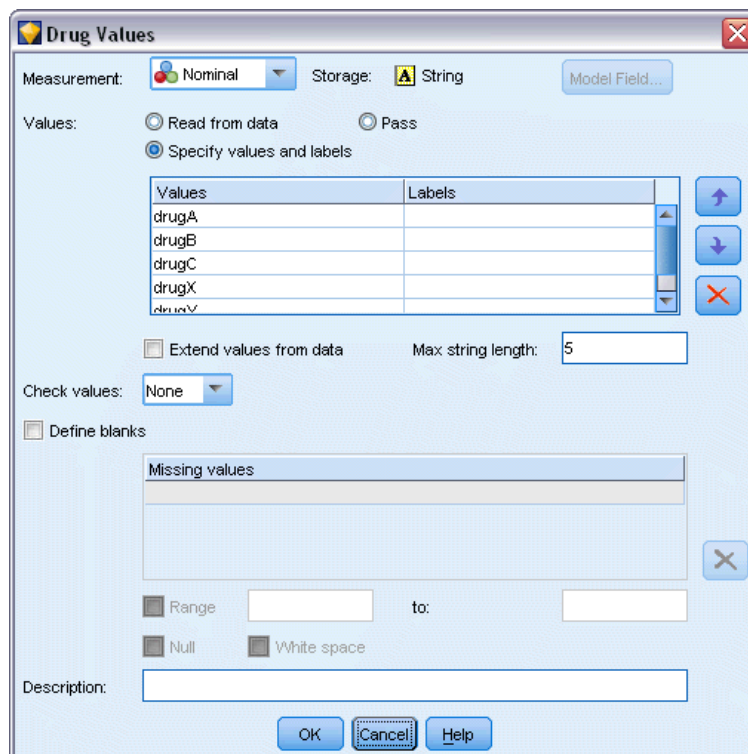 Drug Values
Measurement: Nominal Storage: A String Model Field...
Values: Read from data Pass
Specify values and labels
Values Labels
drugA
drugB
drugC
drugX
drugY
Extend values from data Max string length: 5
Check values: None
Define blanks
Missing values
Range to:
Null White space
Description:
OK Cancel Help